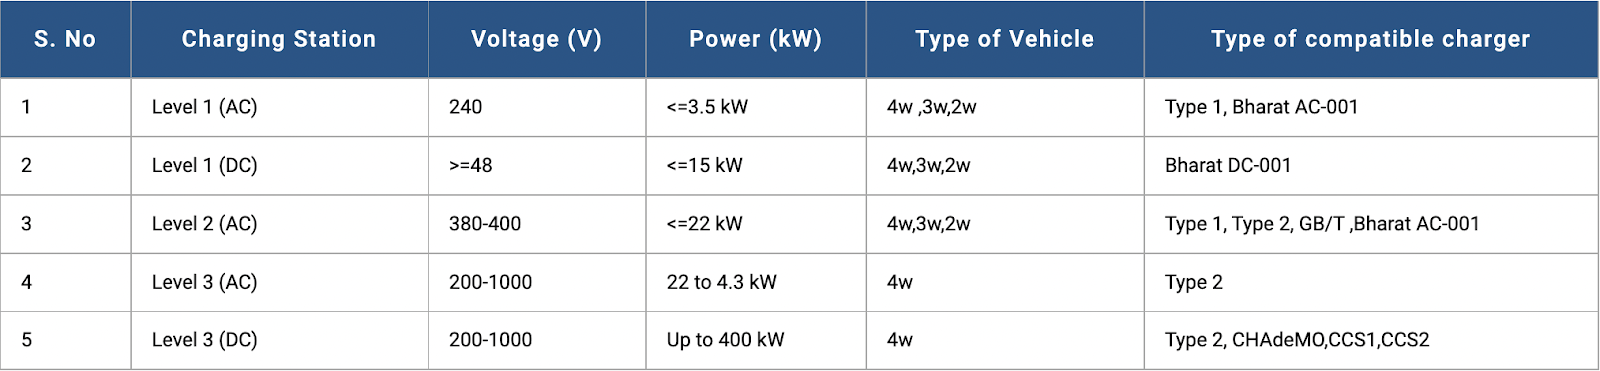 S. No Charging Station Voltage (V) Power (kW) Type of Vehicle Type of compatible charger
1 Level 1 (AC) 240 <=3.5 kW 4w ,3w,2w Type 1, Bharat AC-001
2 Level 1 (DC) >=48 <=15 kW 4w,3w,2w Bharat DC-001
3 Level 2 (AC) 380-400 <=22 kW 4w,3w,2w Type 1, Type 2, GB/T ,Bharat AC-001
4 Level 3 (AC) 200-1000 22 to 4.3 kW 4w Type 2
5 Level 3 (DC) 200-1000 Up to 400 kW 4w Type 2, CHAdeMO,CCS1,CCS2